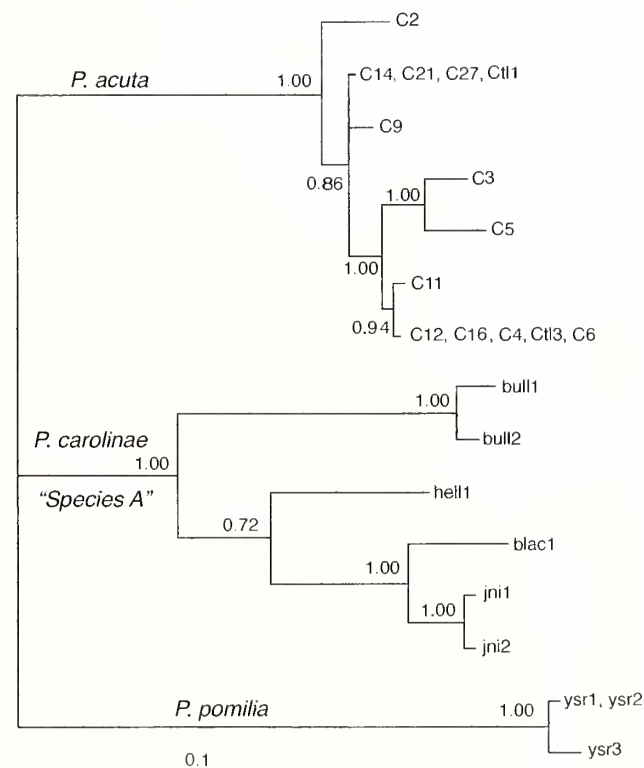 C2
P. acuta
1.00
C14, C21, C27, Ctl1
C9
0.86
C3
1.00
C5
1.00
C11
0.94
C12, C16, C4, Ctl3, C6
bull1
1.00
P. carolinae
bull2
1.00
"Species A"
hell1
0.72
blac1
1.00
jni1
1.00
jni2
ysr1, ysr2
P. pomilia
1.00
ysr3
0.1